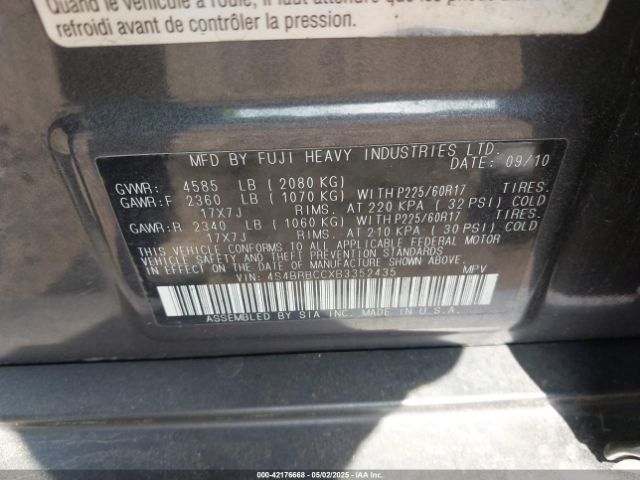 Quand le véhicule a roulé, il faut attendre que les pneus
refroidi avant de contrôler la pression.
MFD BY FUJI HEAVY INDUSTRIES LTD.
DATE: 09/10
GVWR: 4585 LB ( 2080 KG)
GAWR:F 2360 LB ( 1070 KG) WITH P225/60R17 TIRES.
17X7J RIMS. AT 220 KPA ( 32 PSI) COLD
GAWR:R 2340 LB ( 1060 KG) WITH P225/60R17 TIRES.
17X7J RIMS. AT 210 KPA ( 30 PSI) COLD
THIS VEHICLE CONFORMS TO ALL APPLICABLE FEDERAL MOTOR
VEHICLE SAFETY AND THEFT PREVENTION STANDARDS
IN EFFECT ON THE DATE OF MANUFACTURE SHOWN ABOVE.
VIN: 4S4BRBCCXB3352435 MPV
ASSEMBLED BY SIA INC. MADE IN U.S.A.
000-42176668 - 05/02/2025 - IAAI.COM